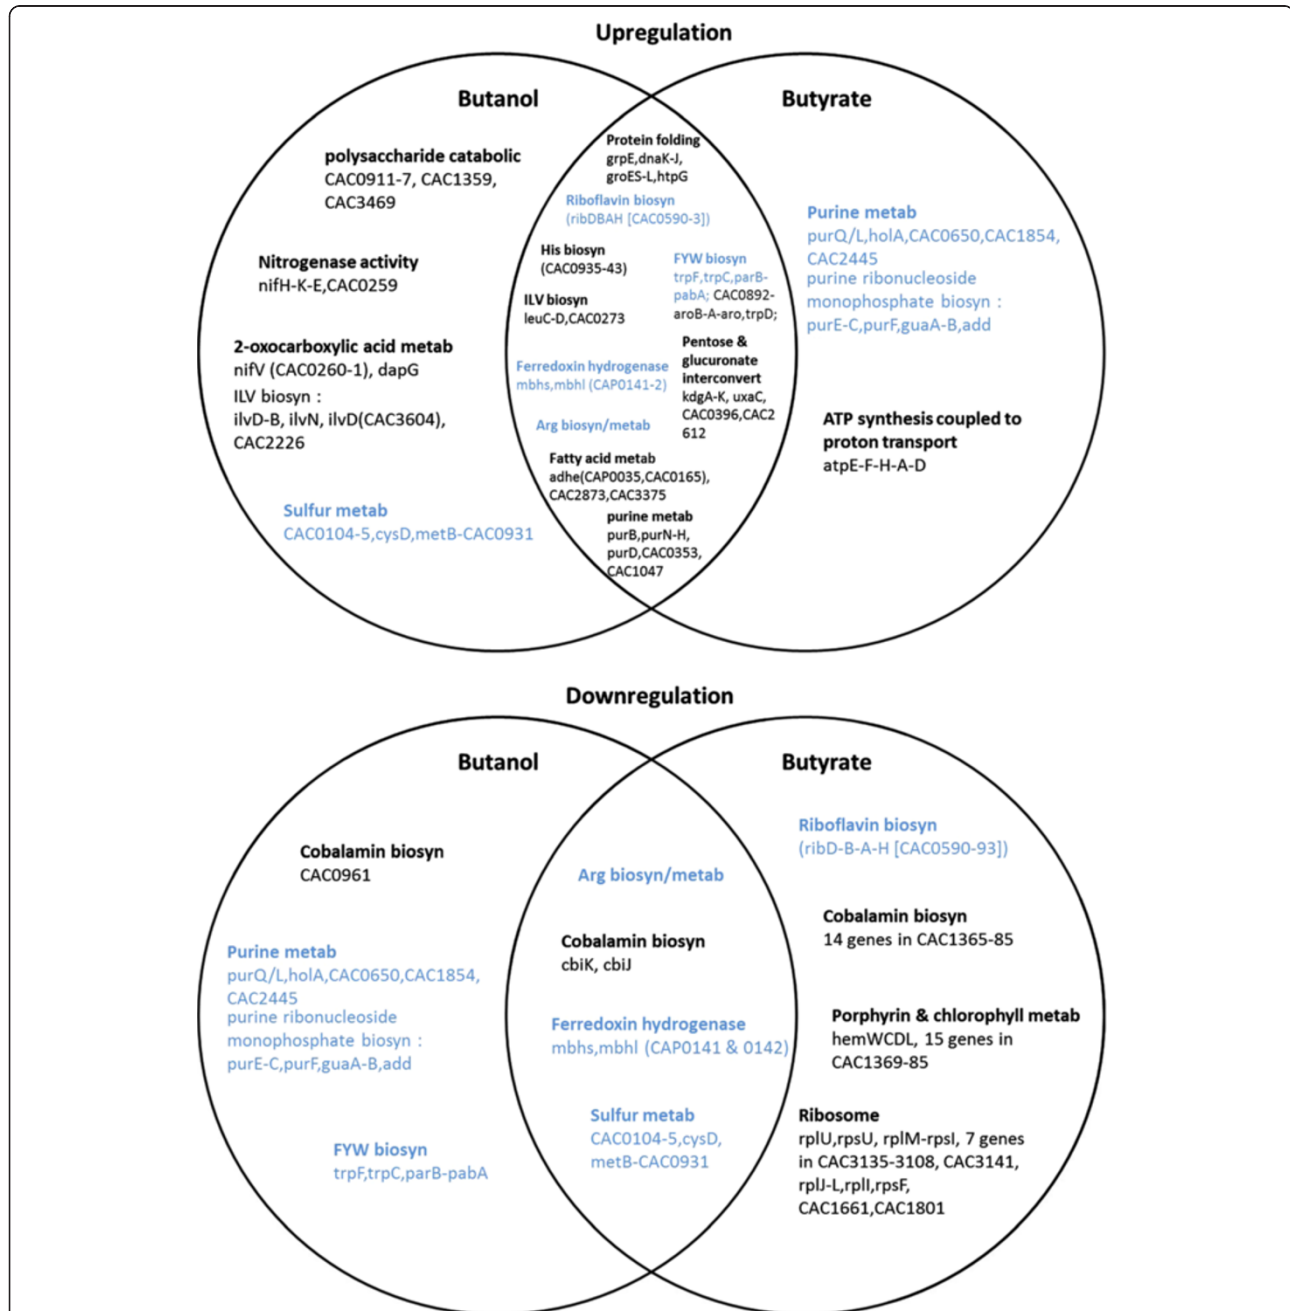 Upregulation
Butanol
Butyrate
polysaccharide catabolic
CAC0911-7, CAC1359,
CAC3469
Nitrogenase activity
nifH-K-E,CAC0259
2-oxocarboxylic acid metab
nifV (CAC0260-1), dapG
ILV biosyn :
ilvD-B, ilvN, ilvD(CAC3604),
CAC2226
Sulfur metab
CAC0104-5,cysD,metB-CAC0931
Protein folding
grpE,dnaK-J,
groES-L,htpG
Riboflavin biosyn
(ribDBAH [CAC0590-3])
His biosyn
(CAC0935-43)
FYW biosyn
trpF,trpC,parB-
pabA; CAC0892-
aroB-A-aro,trpD;
ILV biosyn
leuC-D,CAC0273
Pentose &
glucuronate
interconvert
kdgA-K, uxaC,
CAC0396,CAC2
612
Ferredoxin hydrogenase
mbhs,mbhl (CAP0141-2)
Arg biosyn/metab
Fatty acid metab
adhe(CAP0035,CAC0165),
CAC2873,CAC3375
purine metab
purB,purN-H,
purD,CAC0353,
CAC1047
Purine metab
purQ/L,holA,CAC0650,CAC1854,
CAC2445
purine ribonucleoside
monophosphate biosyn :
purE-C,purF,guaA-B,add
ATP synthesis coupled to
proton transport
atpE-F-H-A-D
Downregulation
Butanol
Butyrate
Cobalamin biosyn
CAC0961
Purine metab
purQ/L,holA,CAC0650,CAC1854,
CAC2445
purine ribonucleoside
monophosphate biosyn :
purE-C,purF,guaA-B,add
FYW biosyn
trpF,trpC,parB-pabA
Arg biosyn/metab
Cobalamin biosyn
cbiK, cbiJ
Ferredoxin hydrogenase
mbhs,mbhl (CAP0141 & 0142)
Sulfur metab
CAC0104-5,cysD,
metB-CAC0931
Riboflavin biosyn
(ribD-B-A-H [CAC0590-93])
Cobalamin biosyn
14 genes in CAC1365-85
Porphyrin & chlorophyll metab
hemWCDL, 15 genes in
CAC1369-85
Ribosome
rplU,rpsU, rplM-rpsI, 7 genes
in CAC3135-3108, CAC3141,
rplJ-L,rplI,rpsF,
CAC1661,CAC1801